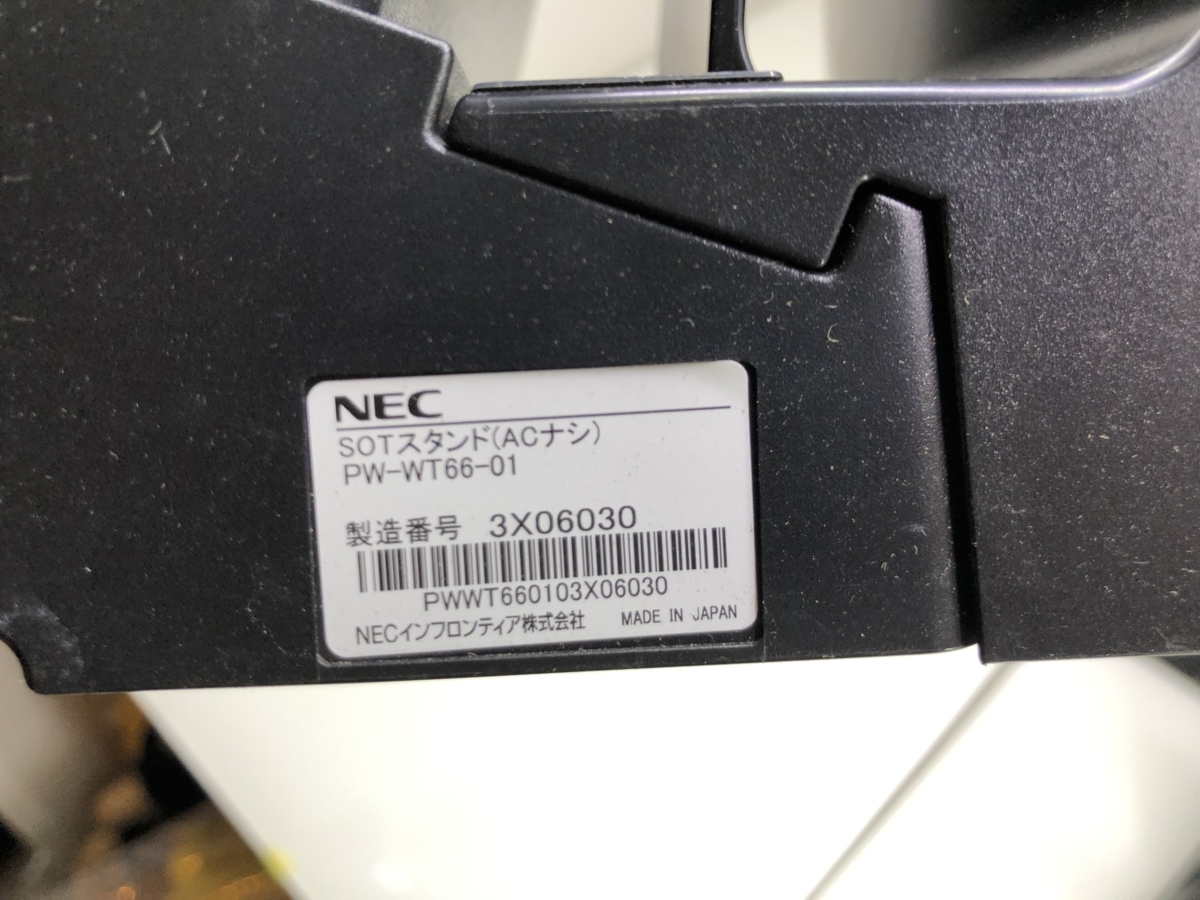 NEC
SOTスタンド(ACナシ)
PW-WT66-01
製造番号 3X06030
PWWT660103X06030
NECインフロンティア株式会社 MADE IN JAPAN